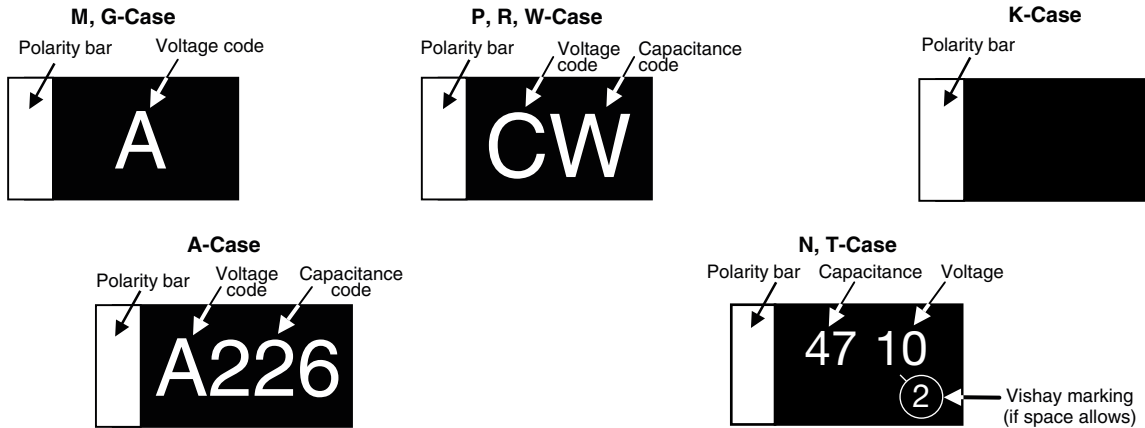 M, G-Case
Polarity bar
Voltage code
A
P, R, W-Case
Polarity bar
Voltage
code
Capacitance
code
CW
K-Case
Polarity bar
A-Case
Polarity bar
Voltage
code
Capacitance
code
A226
N, T-Case
Polarity bar
Capacitance
Voltage
47 10
2
Vishay marking
(if space allows)